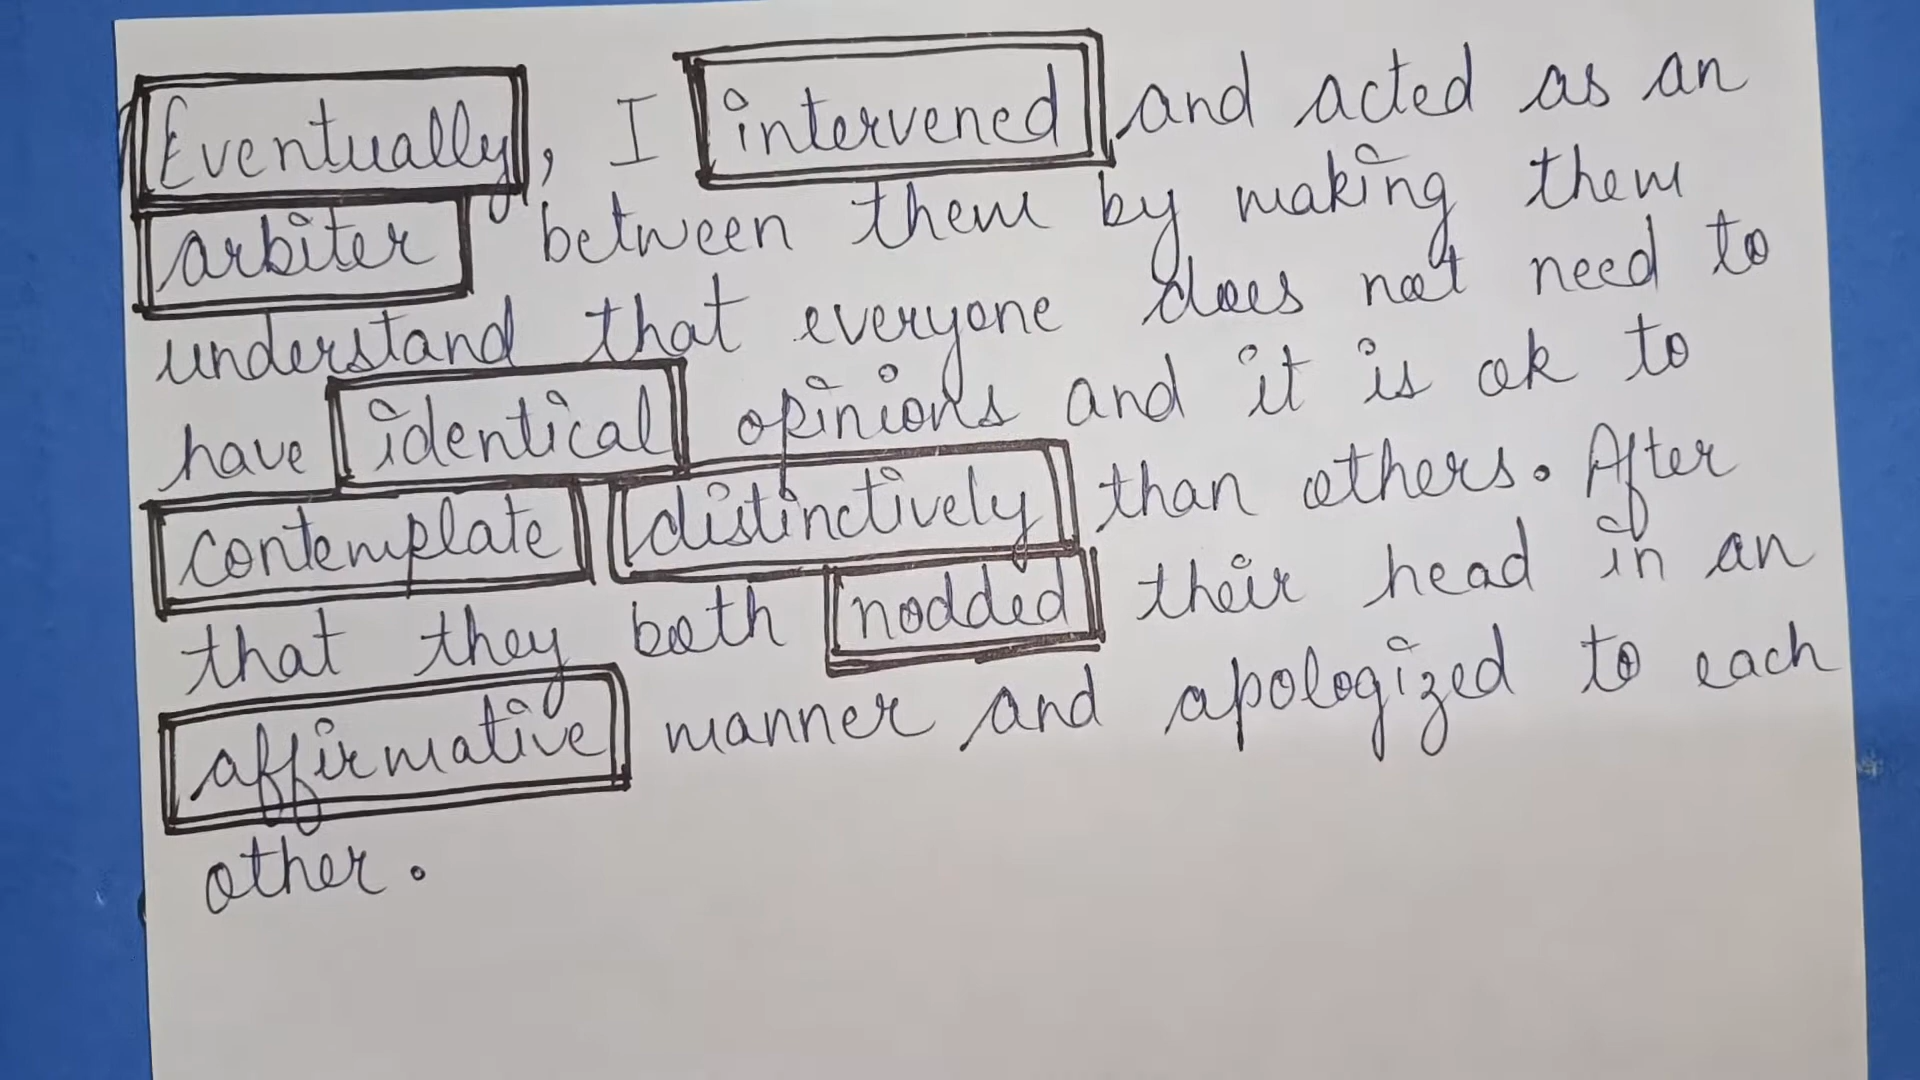 Eventually, I intervened and acted as an
arbiter between them by making them
understand that everyone does not need to
have identical opinions and it is ok to
contemplate distinctively than others. After
that they both nodded their head in an
affirmative manner and apologized to each
other.